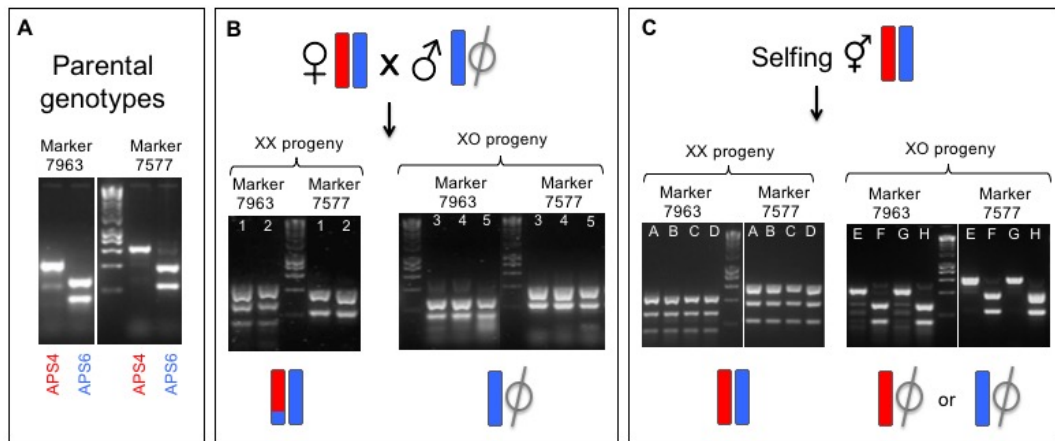 A
Parental
genotypes
Marker
7963
Marker
7577
APS4
APS6
APS4
APS6
B
♀ X ♂
XX progeny
XO progeny
Marker
7963
Marker
7577
1 2 1 2
Marker
7963
Marker
7577
3 4 5 3 4 5
C
Selfing ⚥
XX progeny
XO progeny
Marker
7963
Marker
7577
A B C D A B C D
Marker
7963
Marker
7577
E F G H E F G H
or